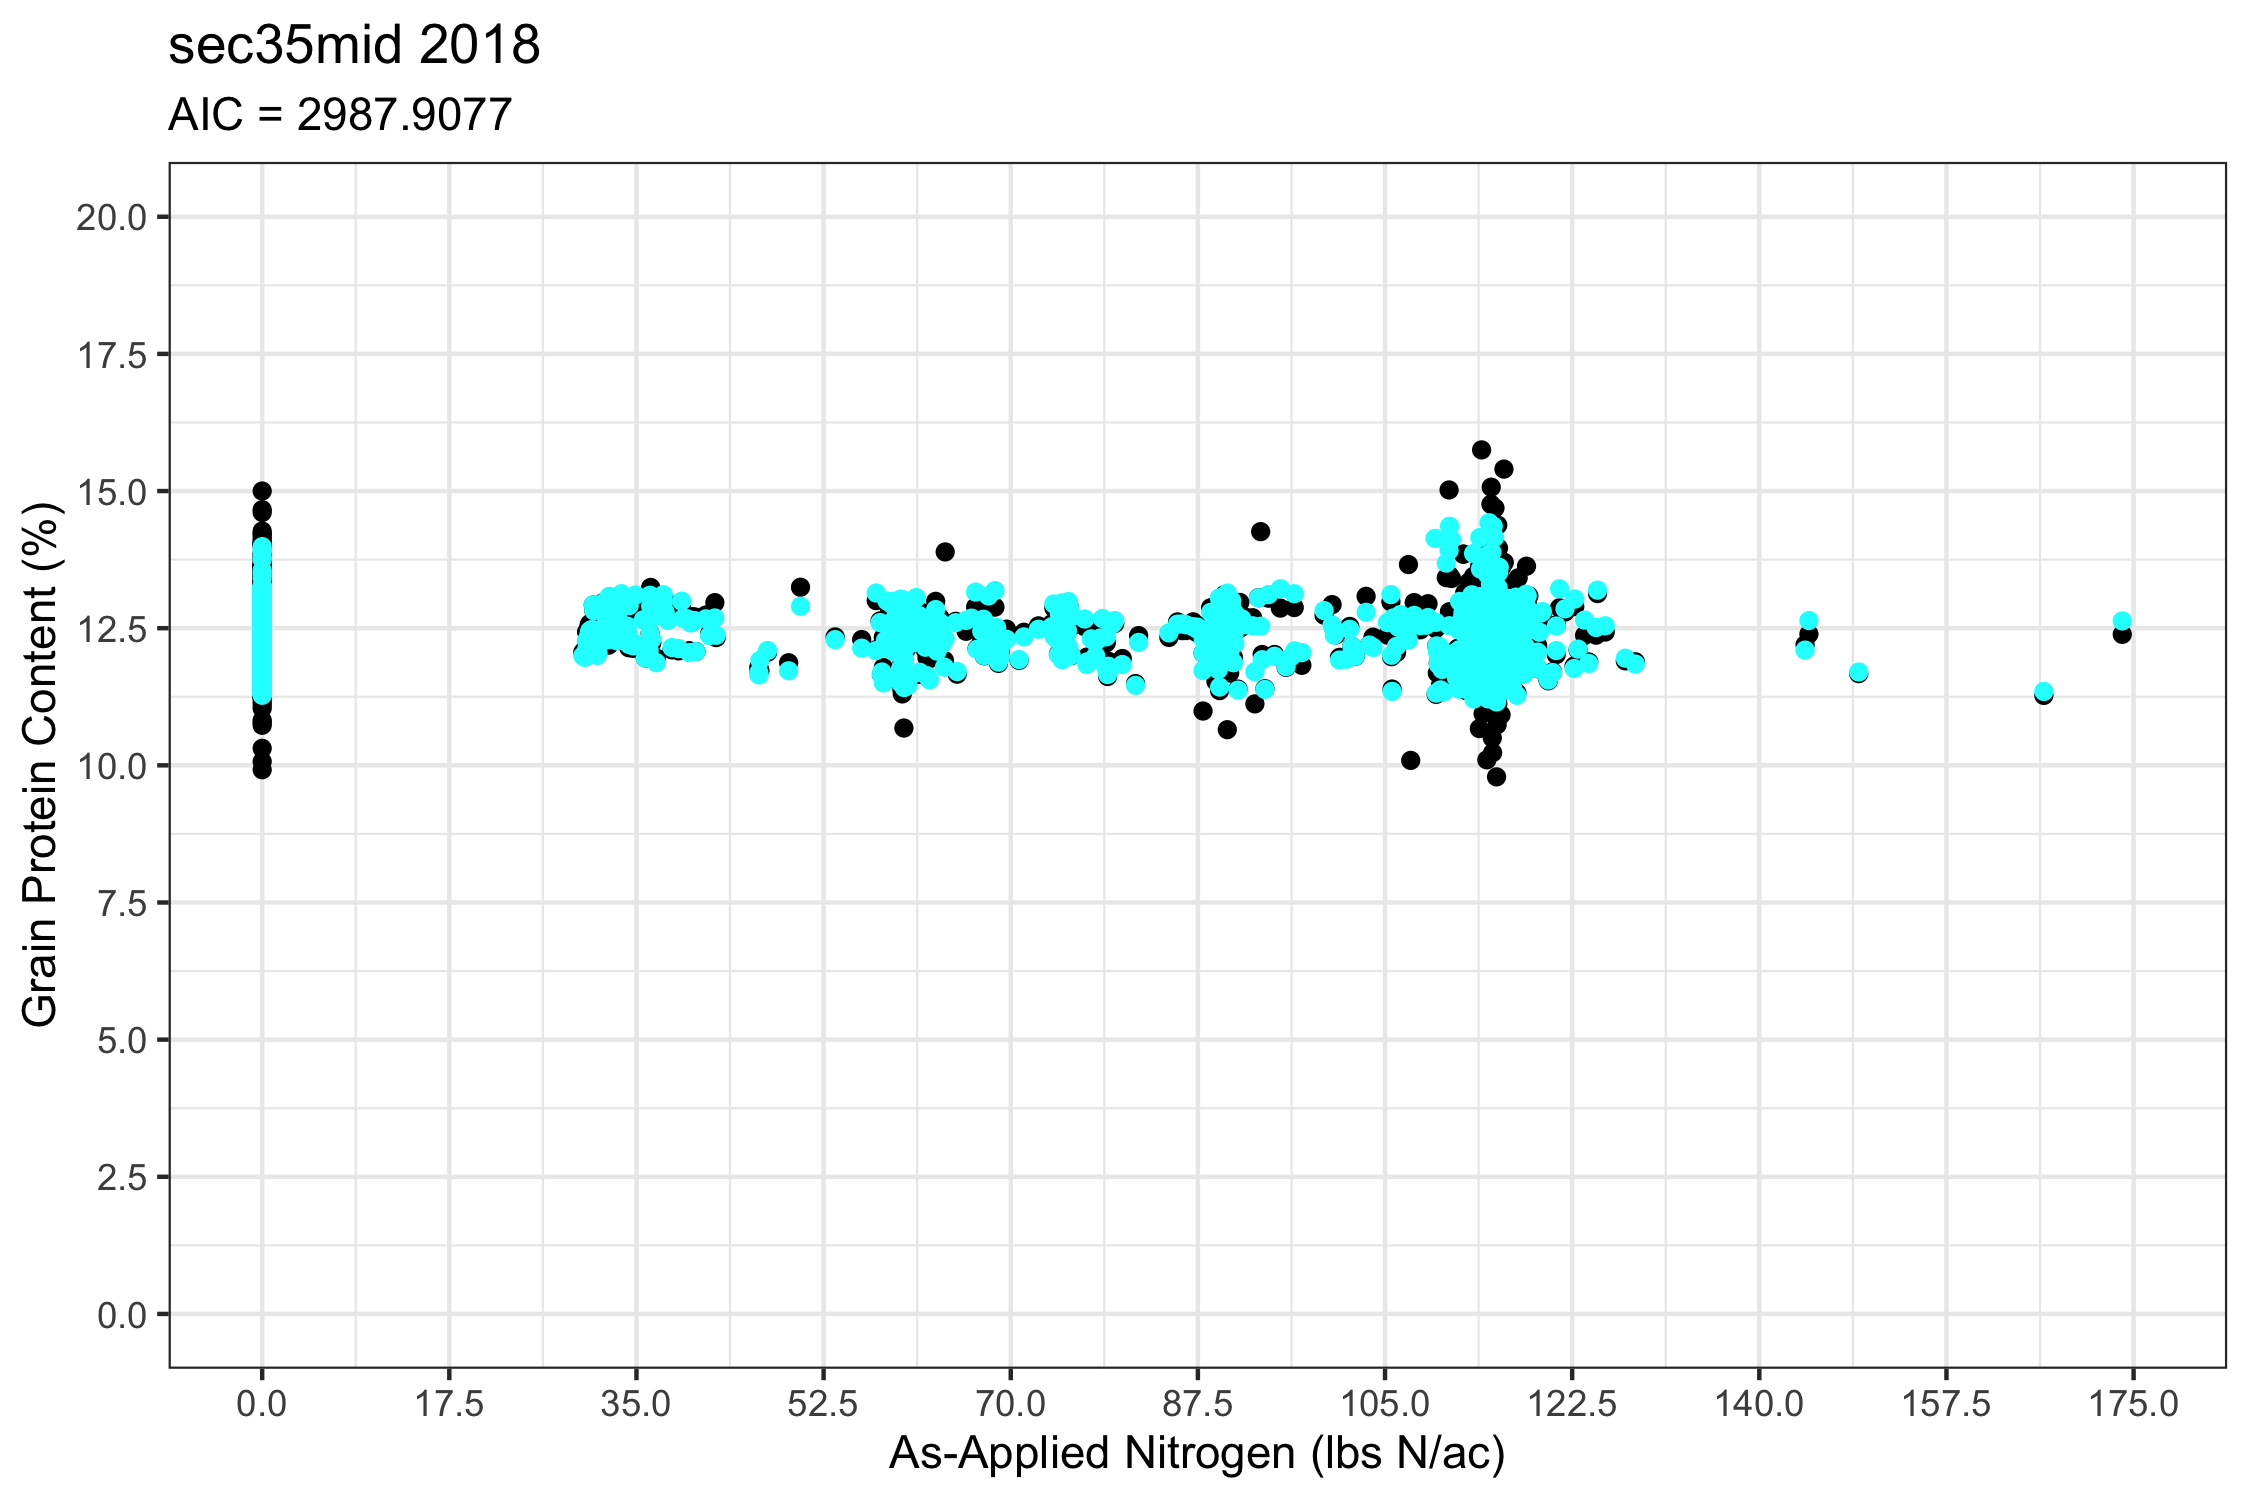 sec35mid 2018
AIC = 2987.9077
Grain Protein Content (%)
20.0
17.5
15.0
12.5
10.0
7.5
5.0
2.5
0.0
0.0 17.5 35.0 52.5 70.0 87.5 105.0 122.5 140.0 157.5 175.0
As-Applied Nitrogen (lbs N/ac)